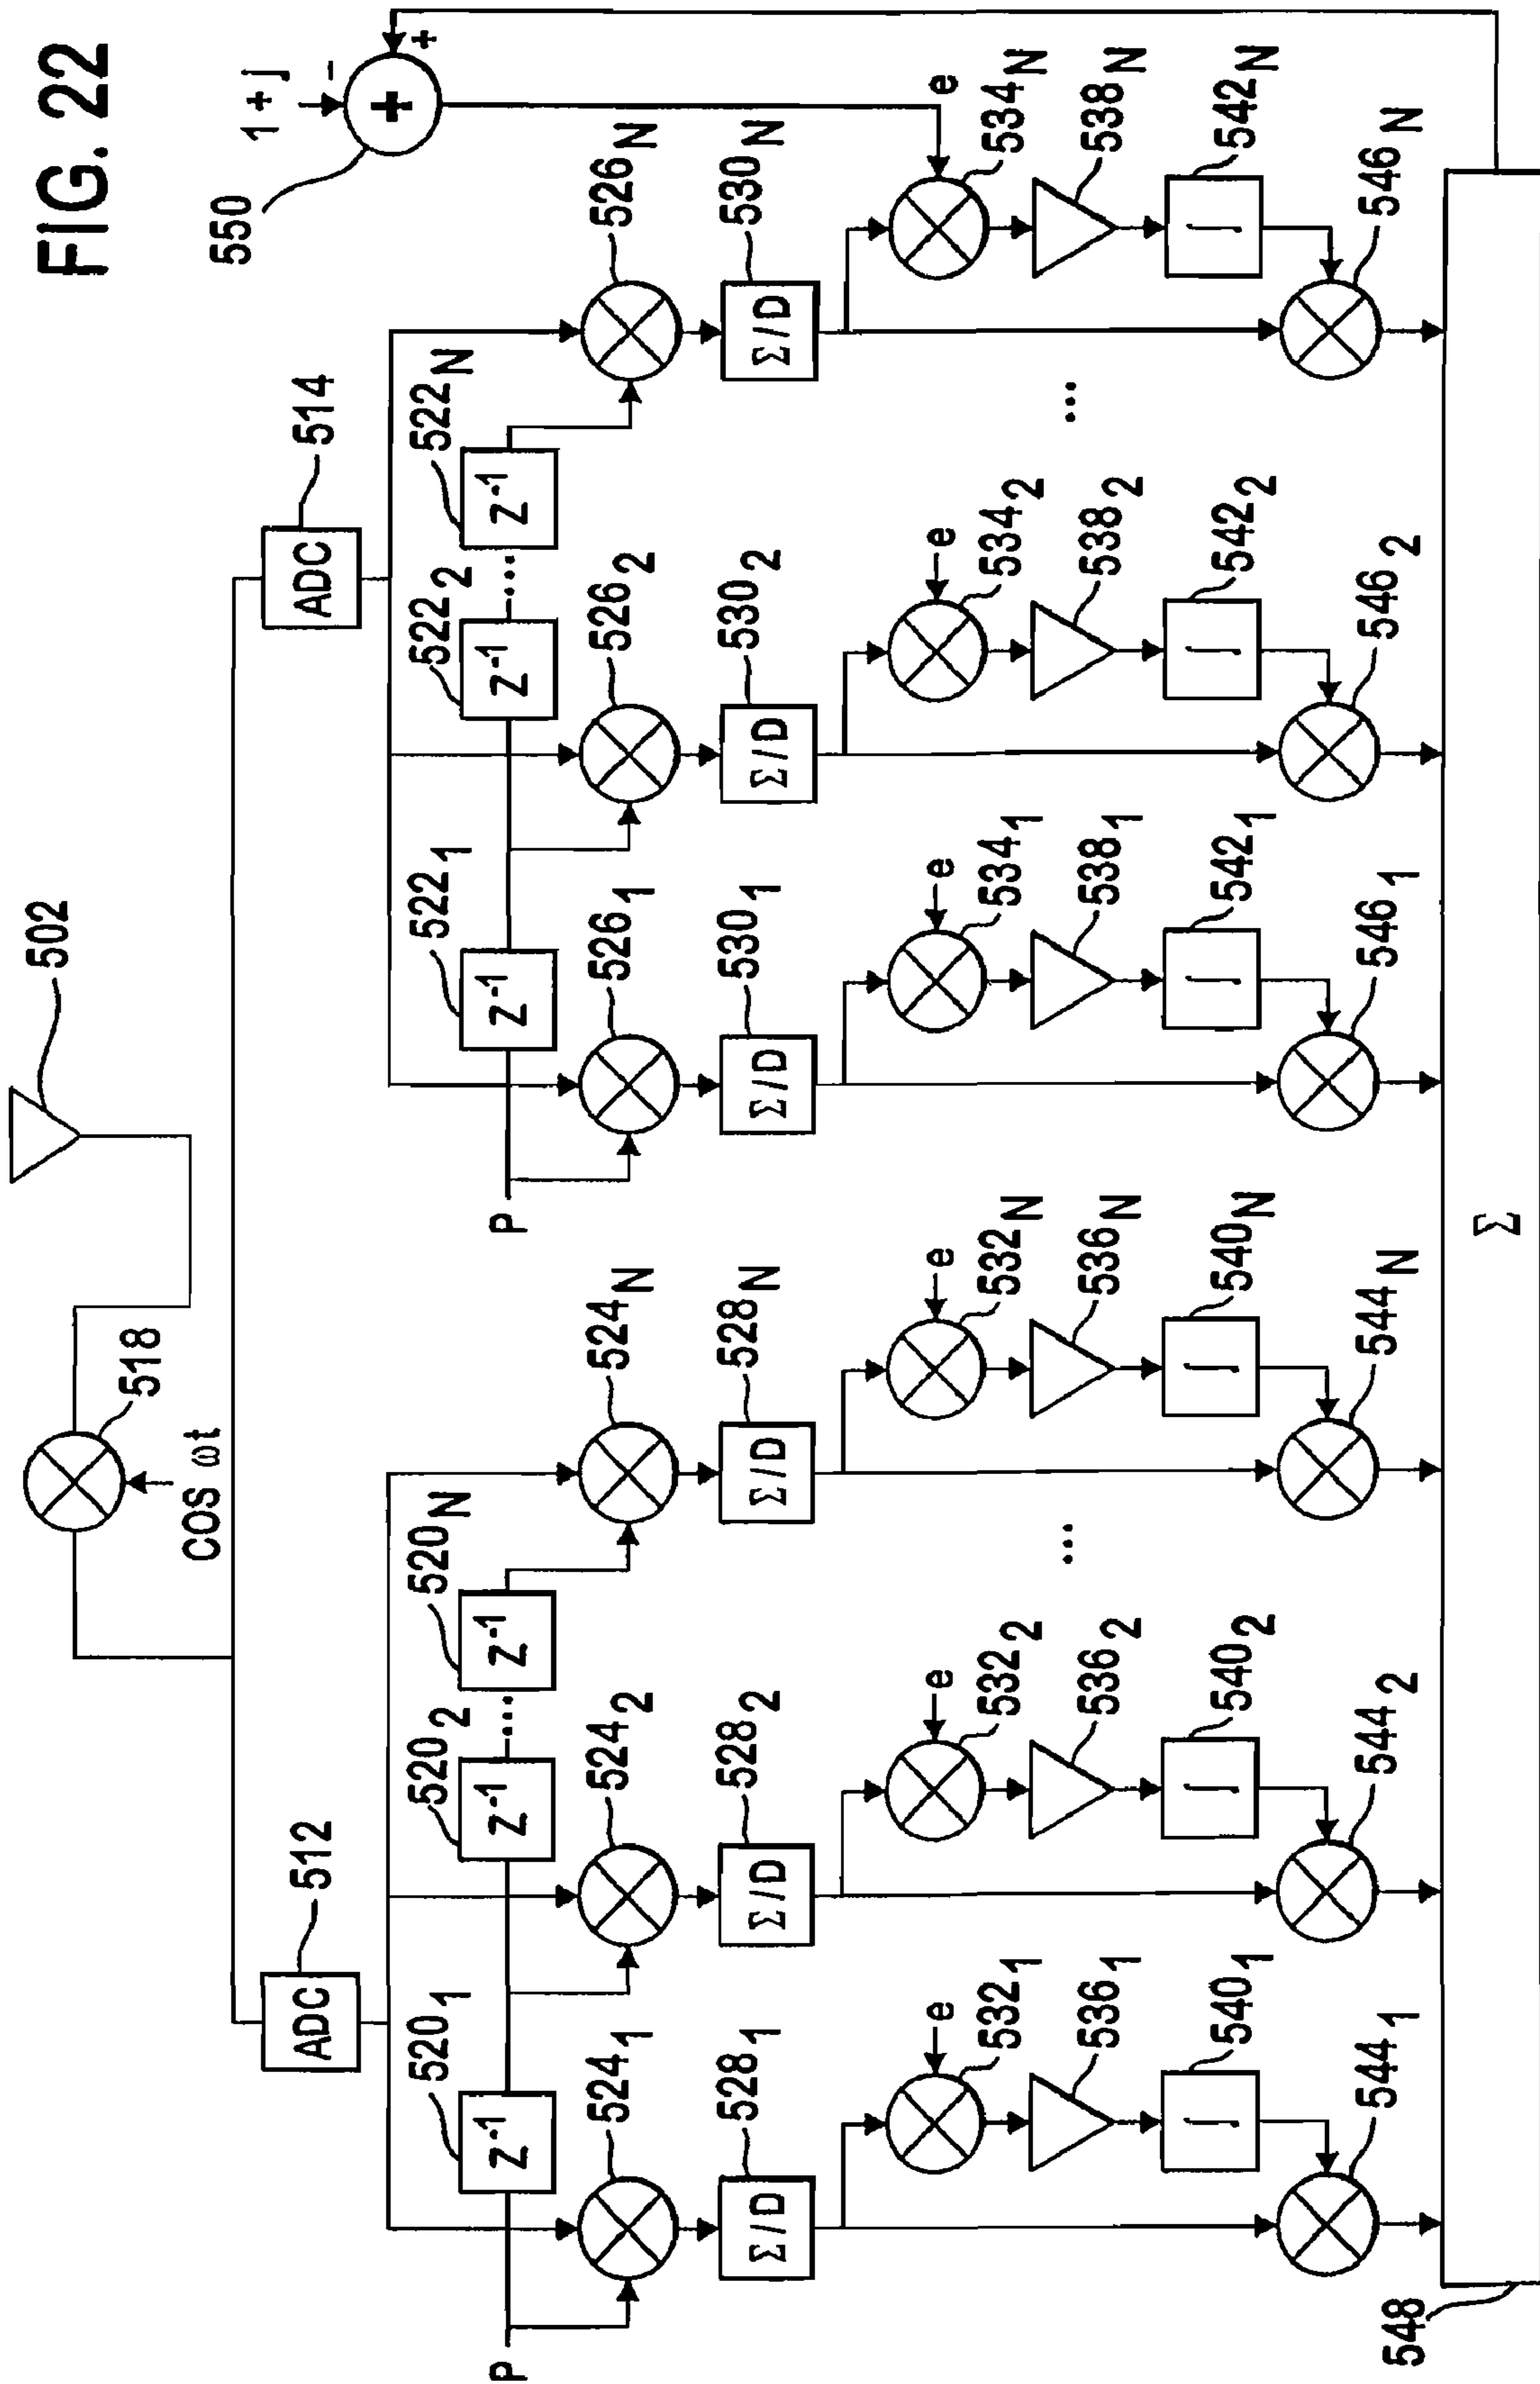 FIG. 22
502
518
COS ωt
550
1 + j
−
+
+
512
ADC
514
ADC
520₁
520₂
520N
522₁
522₂
522N
P
Z⁻¹
Z⁻¹
...
Z⁻¹
P
Z⁻¹
Z⁻¹
...
Z⁻¹
524₁
524₂
524N
526₁
526₂
526N
528₁
528₂
528N
530₁
530₂
530N
Σ/D
Σ/D
Σ/D
Σ/D
Σ/D
Σ/D
e
e
e
e
e
e
532₁
532₂
532N
534₁
534₂
534N
...
...
536₁
536₂
536N
538₁
538₂
538N
540₁
540₂
540N
542₁
542₂
542N
∫
∫
∫
∫
∫
∫
544₁
544₂
544N
546₁
546₂
546N
548
Σ